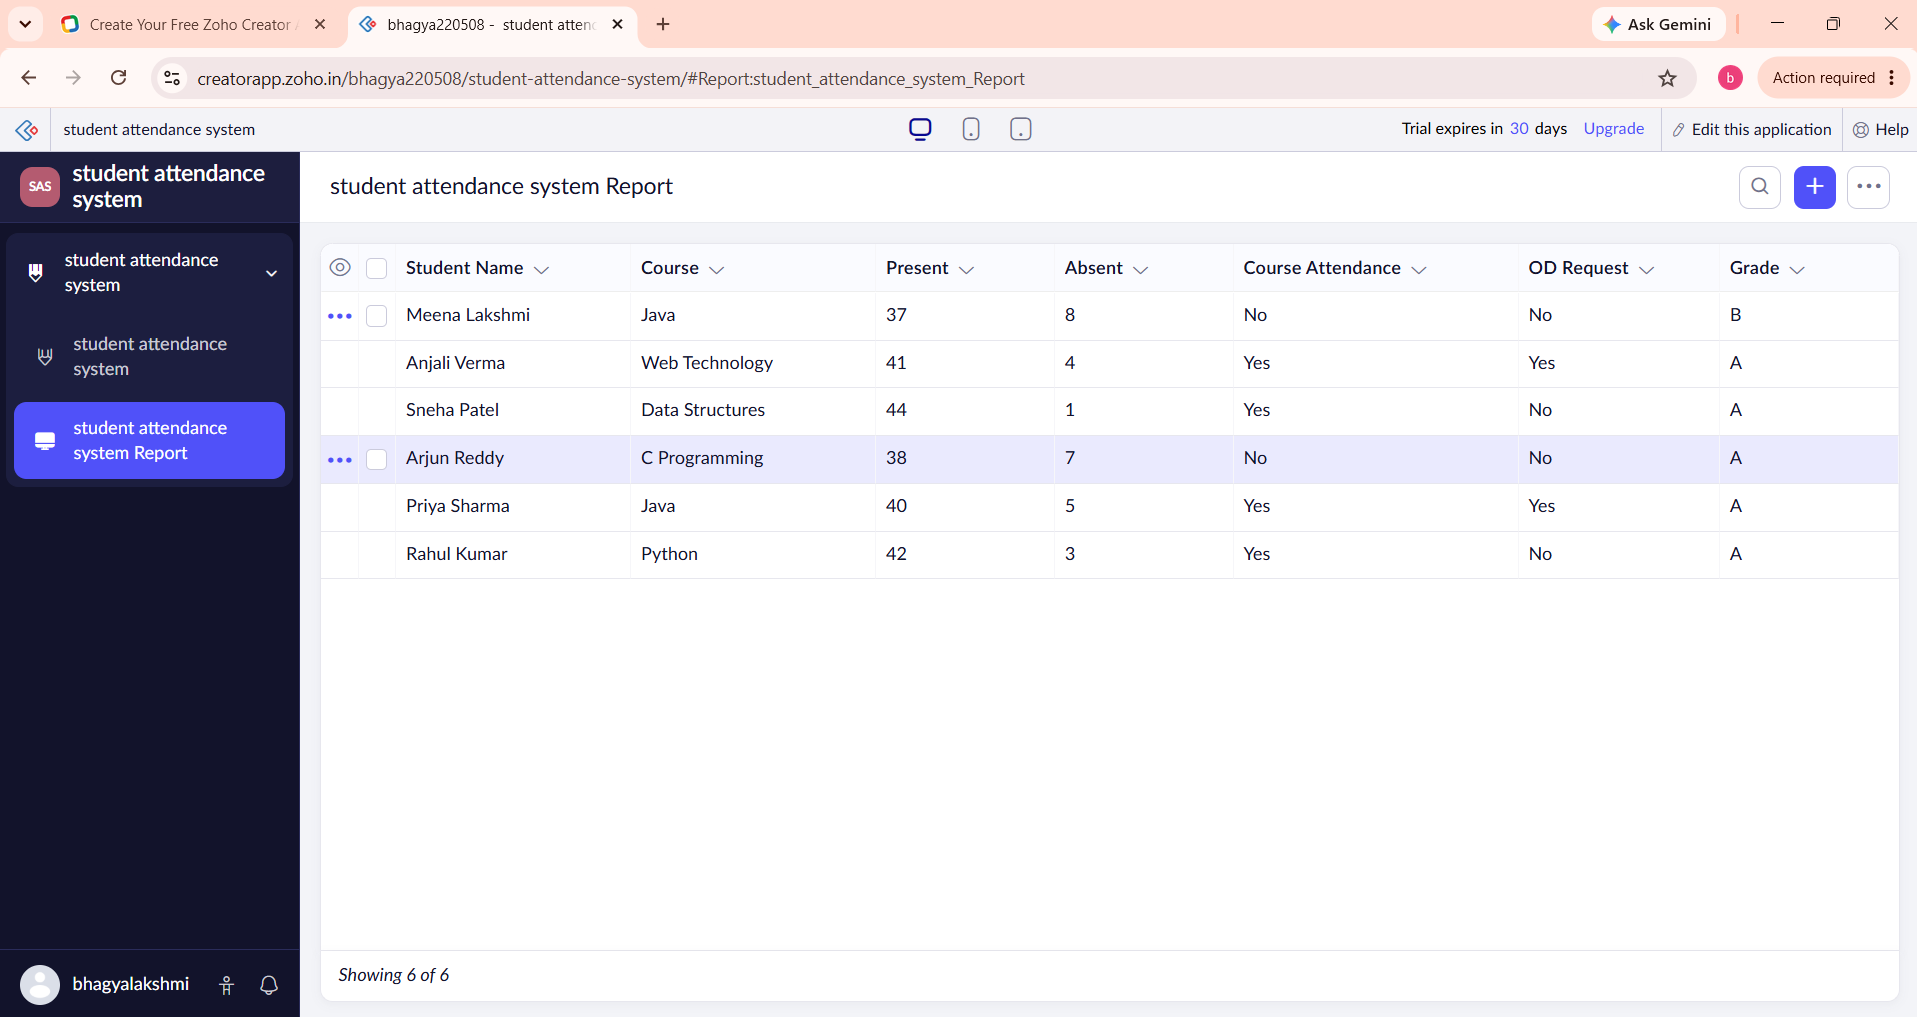 Create Your Free Zoho Creator
bhagya220508 - student atten
Ask Gemini
creatorapp.zoho.in/bhagya220508/student-attendance-system/#Report:student_attendance_system_Report
b
Action required
student attendance system
Trial expires in 30 days Upgrade
Edit this application
Help
SAS
student attendance
system
student attendance system Report
student attendance
system
student attendance
system
student attendance
system Report
Student Name Course Present Absent Course Attendance OD Request Grade
Meena Lakshmi Java 37 8 No No B
Anjali Verma Web Technology 41 4 Yes Yes A
Sneha Patel Data Structures 44 1 Yes No A
Arjun Reddy C Programming 38 7 No No A
Priya Sharma Java 40 5 Yes Yes A
Rahul Kumar Python 42 3 Yes No A
Showing 6 of 6
bhagyalakshmi